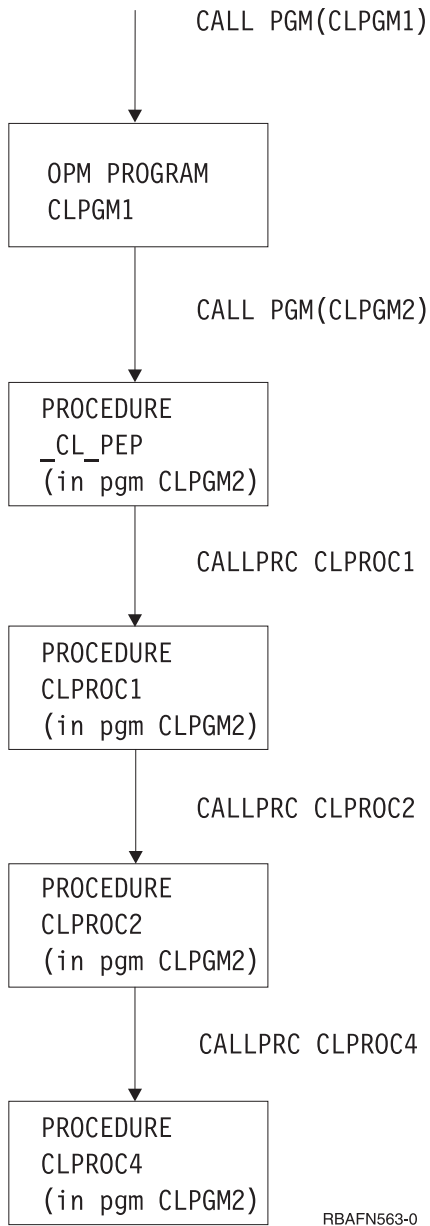 CALL PGM(CLPGM1)
OPM PROGRAM
CLPGM1
CALL PGM(CLPGM2)
PROCEDURE
_CL_PEP
(in pgm CLPGM2)
CALLPRC CLPROC1
PROCEDURE
CLPROC1
(in pgm CLPGM2)
CALLPRC CLPROC2
PROCEDURE
CLPROC2
(in pgm CLPGM2)
CALLPRC CLPROC4
PROCEDURE
CLPROC4
(in pgm CLPGM2)
RBAFN563-0